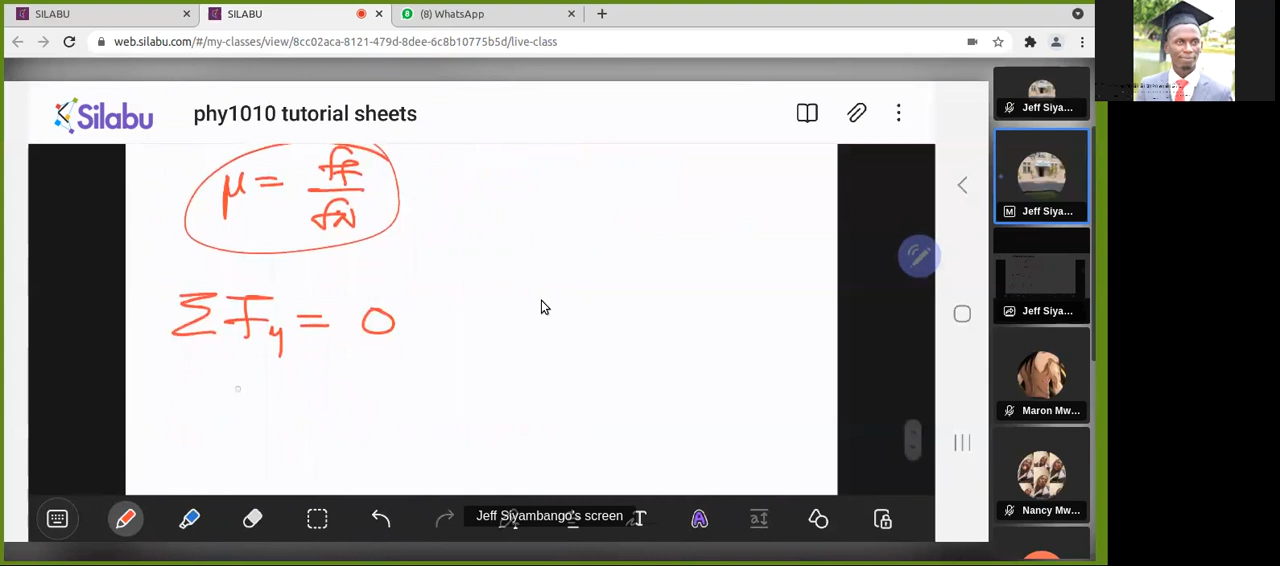 SILABU
SILABU
(8) WhatsApp
web.silabu.com/#/my-classes/view/8cc02aca-8121-479d-8dee-6c8b10775b5d/live-class
Silabu
phy1010 tutorial sheets
μ = ff / fN
ΣFy = 0
Jeff Siyambango's screen
T
A
Jeff Siya...
M Jeff Siya...
Jeff Siya...
Maron Mw...
Nancy Mw...